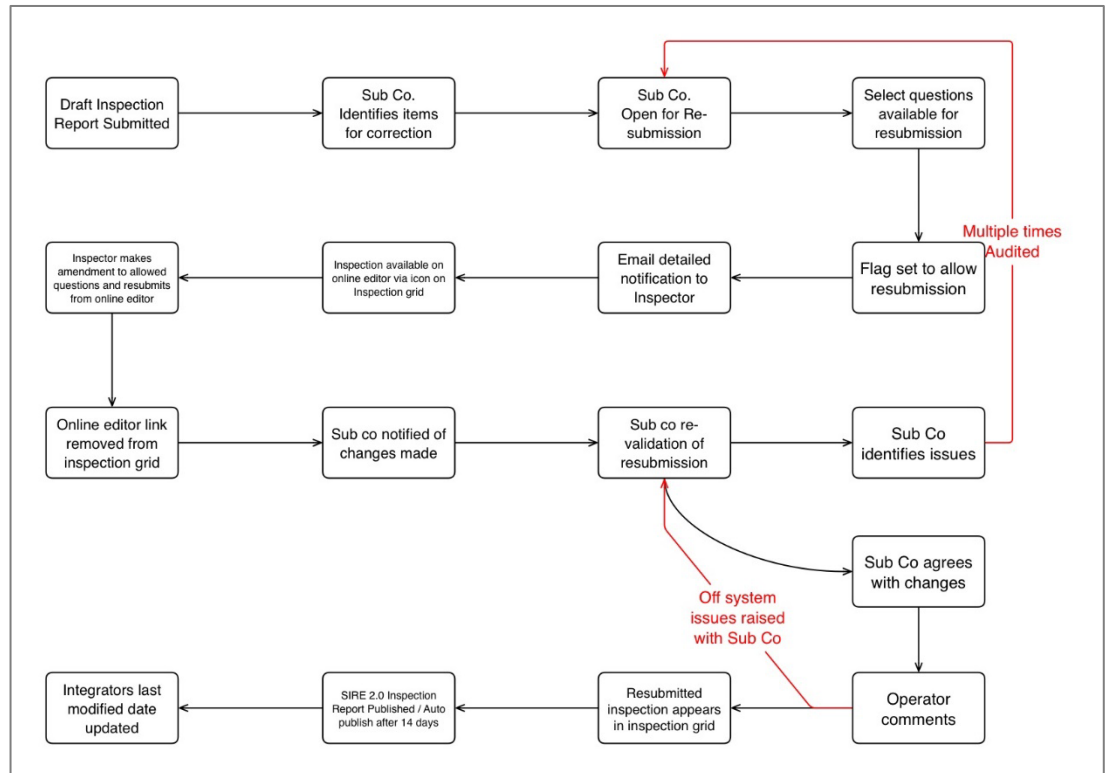 Draft Inspection
Report Submitted
Sub Co.
Identifies items
for correction
Sub Co.
Open for Re-
submission
Select questions
available for
resubmission
Multiple times
Audited
Inspector makes
amendment to allowed
questions and resubmits
from online editor
Inspection available on
online editor via icon on
Inspection grid
Email detailed
notification to
Inspector
Flag set to allow
resubmission
Online editor link
removed from
inspection grid
Sub co notified of
changes made
Sub co re-
validation of
resubmission
Sub Co
identifies issues
Sub Co agrees
with changes
Off system
issues raised
with Sub Co
Integrators last
modified date
updated
SIRE 2.0 Inspection
Report Published / Auto
publish after 14 days
Resubmitted
inspection appears
in inspection grid
Operator
comments